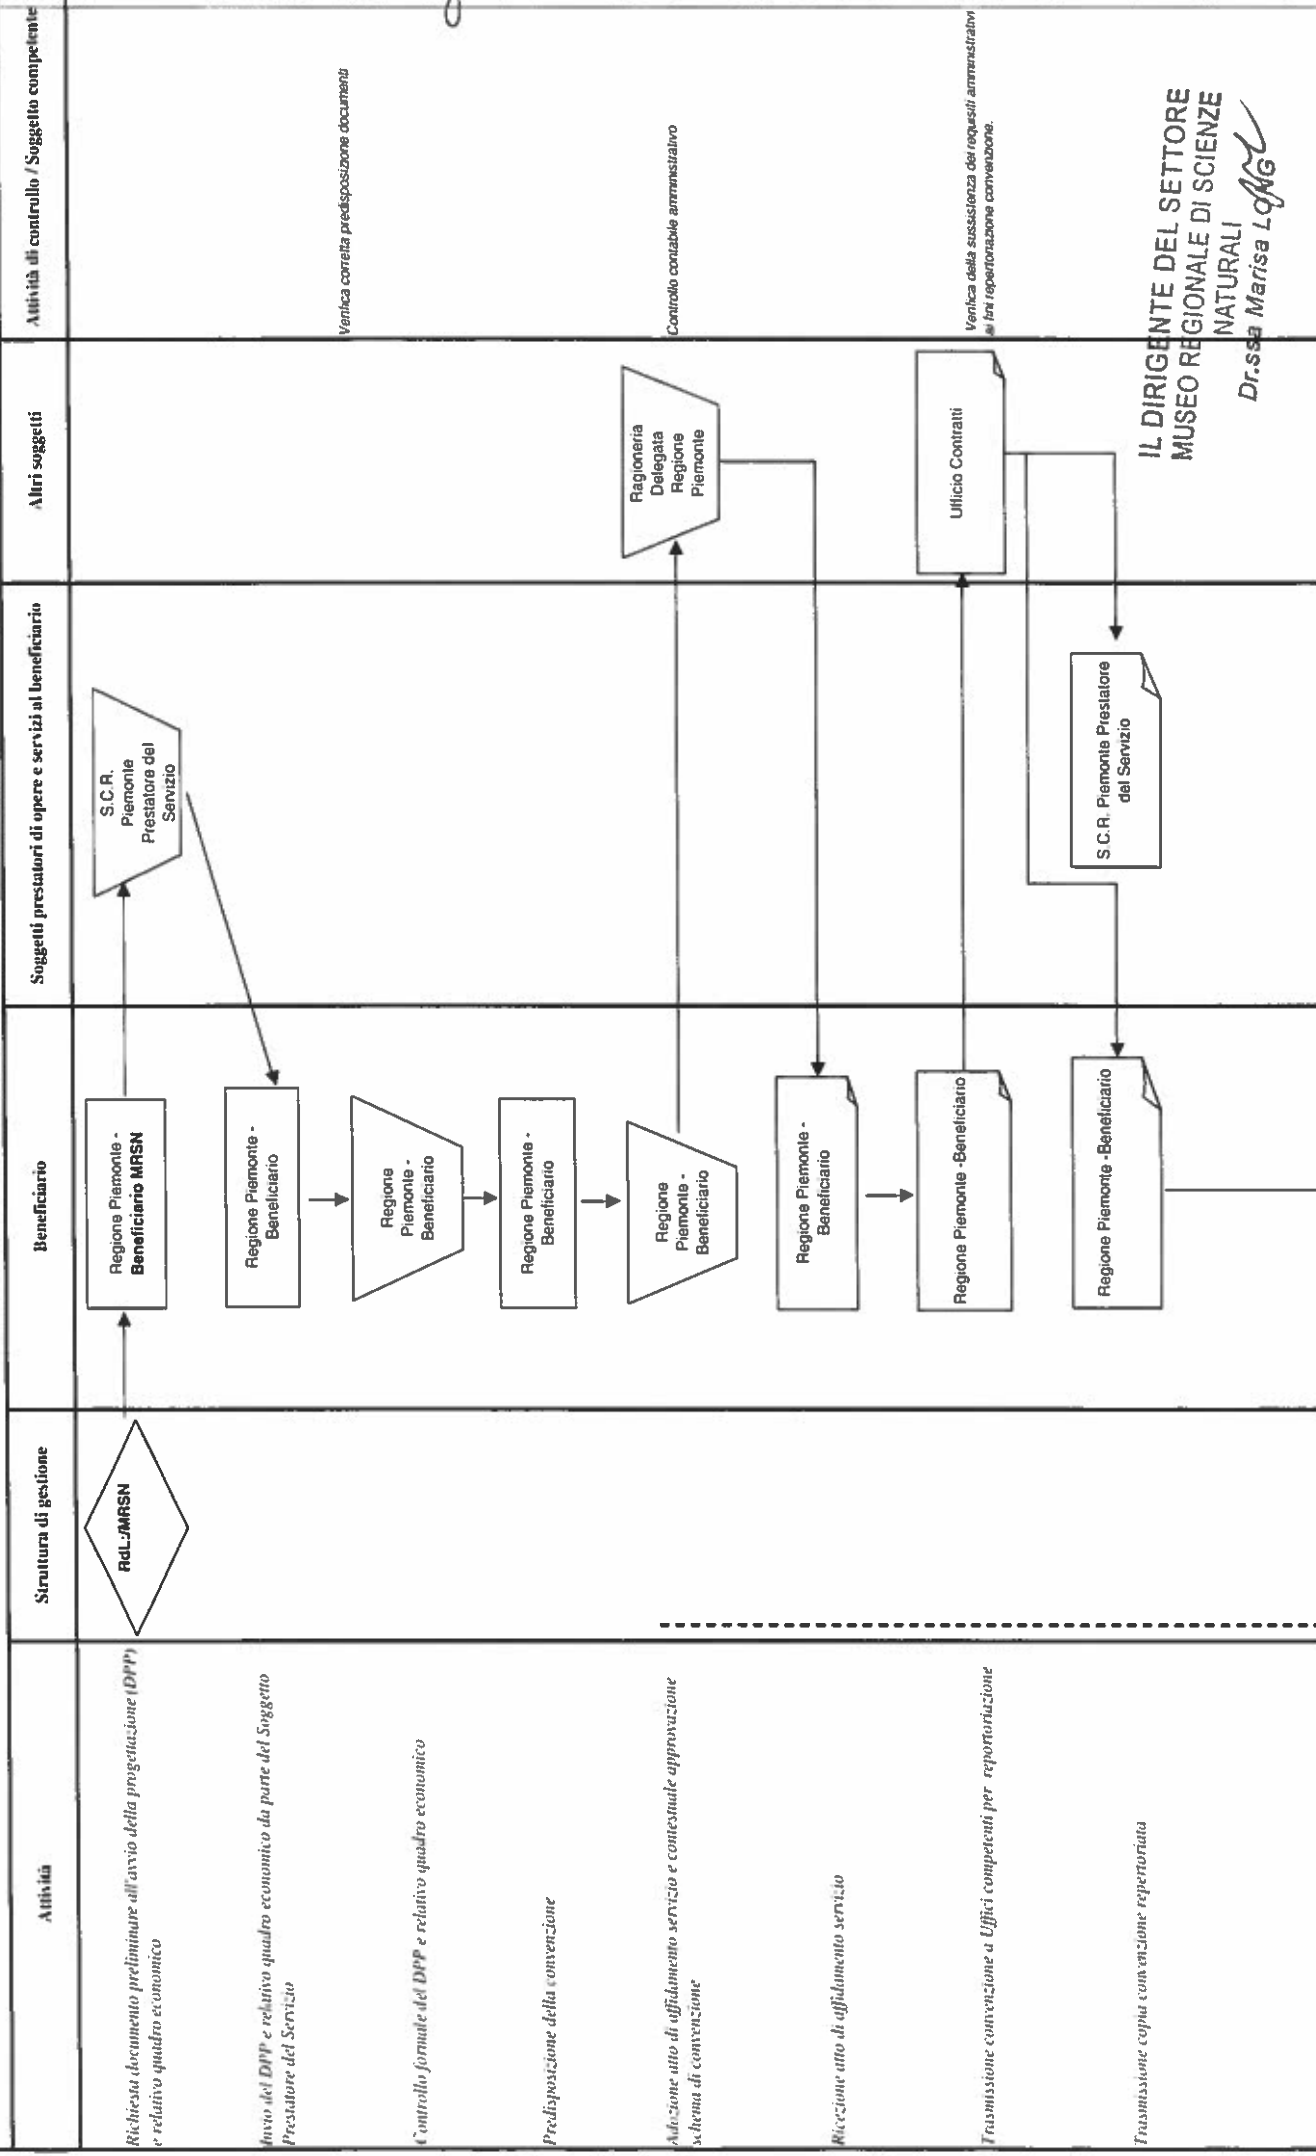 Attività
Struttura di gestione
Beneficiario
Soggetti prestatori di opere e servizi al beneficiario
Altri soggetti
Attività di controllo / Soggetto competente
Richiesta documento preliminare all'avvio della progettazione (DPP)
e relativo quadro economico
RdL:/MRSN
Regione Piemonte -
Beneficiario MRSN
S.C.R.
Piemonte
Prestatore del
Servizio
Invio del DPP e relativo quadro economico da parte del Soggetto
Prestatore del Servizio
Regione Piemonte -
Beneficiario
Verifica corretta predisposizione documenti
Controllo formale del DPP e relativo quadro economico
Regione
Piemonte -
Beneficiario
Predisposizione della convenzione
Regione Piemonte -
Beneficiario
Adozione atto di affidamento servizio e contestuale approvazione
schema di convenzione
Regione
Piemonte -
Beneficiario
Ragioneria
Delegata
Regione
Piemonte
Controllo contabile amministrativo
Ricezione atto di affidamento servizio
Regione Piemonte -
Beneficiario
Trasmissione convenzione a Uffici competenti per repertoriazione
Regione Piemonte -Beneficiario
Ufficio Contratti
Verifica della sussistenza dei requisiti amministrativi
ai fini repertoriazione convenzione.
Trasmissione copia convenzione repertoriata
Regione Piemonte -Beneficiario
S.C.R. Piemonte Prestatore
del Servizio
IL DIRIGENTE DEL SETTORE
MUSEO REGIONALE DI SCIENZE
NATURALI
Dr.ssa Marisa